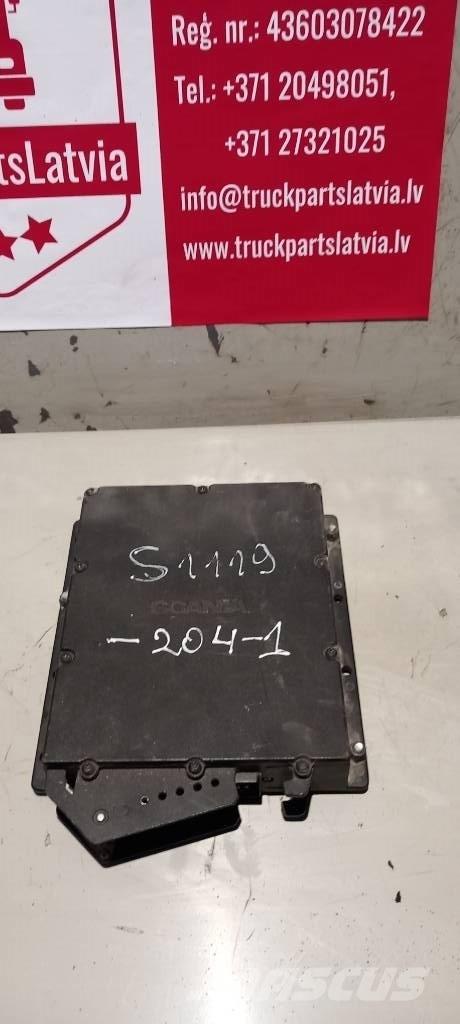 Reg. nr.: 43603078422
Tel.: +371 20498051,
+371 27321025
tsLatvia
info@truckpartslatvia.lv
www.truckpartslatvia.lv
S1119
SCANIA
-204-1
Mascus